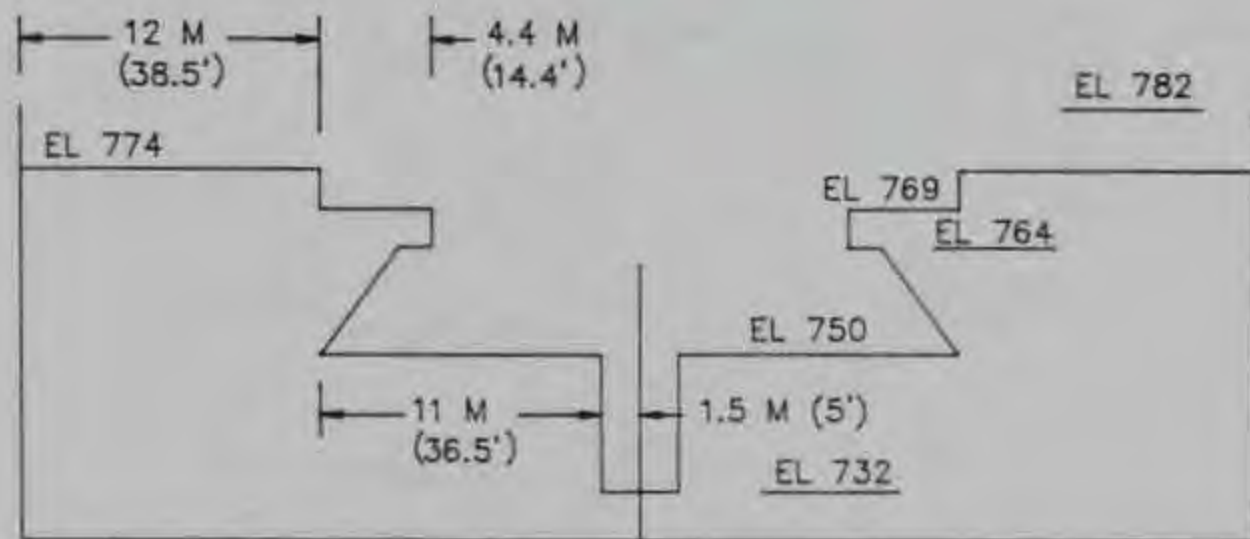 12 M
(38.5')
4.4 M
(14.4')
EL 782
EL 774
EL 769
EL 764
EL 750
11 M
(36.5')
1.5 M (5')
EL 732